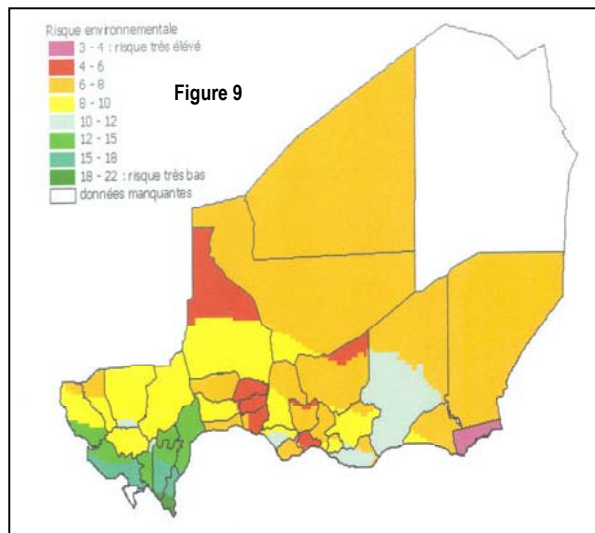 Risque environnementale
3 - 4 : risque très élévé
4 - 6
6 - 8
8 - 10
10 - 12
12 - 15
15 - 18
18 - 22 : risque très bas
données manquantes
Figure 9